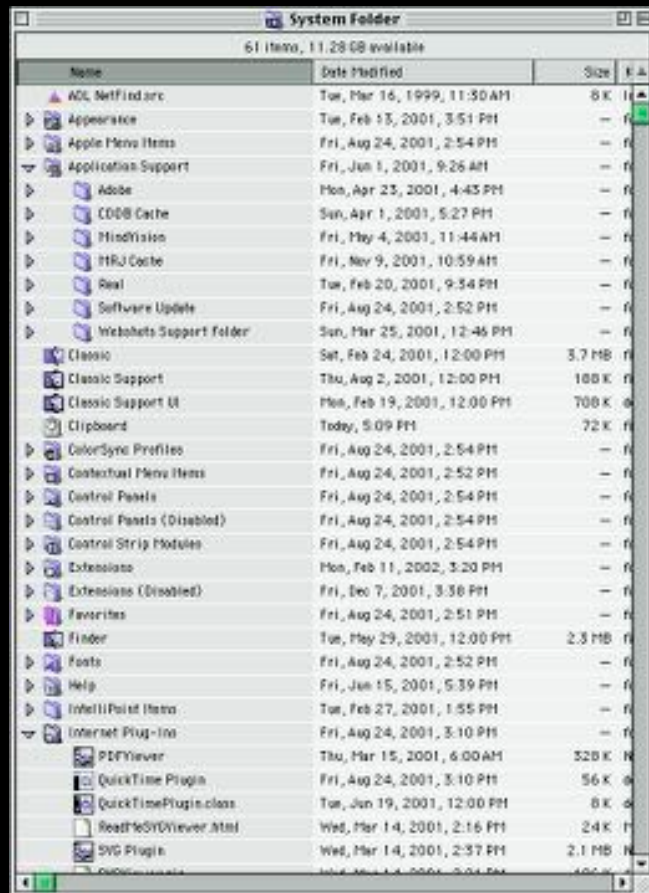 System Folder
61 items, 11.28 GB available
Name Date Modified Size
AOL NetFind.src Tue, Mar 16, 1999, 11:30 AM 8 K
Appearance Tue, Feb 13, 2001, 3:51 PM –
Apple Menu Items Fri, Aug 24, 2001, 2:54 PM –
Application Support Fri, Jun 1, 2001, 9:26 AM –
Adobe Mon, Apr 23, 2001, 4:43 PM –
CDDB Cache Sun, Apr 1, 2001, 5:27 PM –
MindVision Fri, May 4, 2001, 11:44 AM –
MRJ Cache Fri, Nov 9, 2001, 10:59 AM –
Real Tue, Feb 20, 2001, 9:34 PM –
Software Update Fri, Aug 24, 2001, 2:52 PM –
Webshots Support Folder Sun, Mar 25, 2001, 12:46 PM –
Classic Sat, Feb 24, 2001, 12:00 PM 3.7 MB
Classic Support Thu, Aug 2, 2001, 12:00 PM 188 K
Classic Support UI Mon, Feb 19, 2001, 12:00 PM 708 K
Clipboard Today, 5:09 PM 72 K
ColorSync Profiles Fri, Aug 24, 2001, 2:54 PM –
Contextual Menu Items Fri, Aug 24, 2001, 2:52 PM –
Control Panels Fri, Aug 24, 2001, 2:54 PM –
Control Panels (Disabled) Fri, Aug 24, 2001, 2:54 PM –
Control Strip Modules Fri, Aug 24, 2001, 2:54 PM –
Extensions Mon, Feb 11, 2002, 3:20 PM –
Extensions (Disabled) Fri, Dec 7, 2001, 3:38 PM –
Favorites Fri, Aug 24, 2001, 2:51 PM –
Finder Tue, May 29, 2001, 12:00 PM 2.3 MB
Fonts Fri, Aug 24, 2001, 2:52 PM –
Help Fri, Jun 15, 2001, 5:39 PM –
IntelliPoint Items Tue, Feb 27, 2001, 1:55 PM –
Internet Plug-Ins Fri, Aug 24, 2001, 3:10 PM –
PDFViewer Thu, Mar 15, 2001, 6:00 AM 328 K
QuickTime Plugin Fri, Aug 24, 2001, 3:10 PM 56 K
QuickTimePlugin.class Tue, Jun 19, 2001, 12:00 PM 8 K
ReadMeSVGViewer.html Wed, Mar 14, 2001, 2:16 PM 24 K
SVG Plugin Wed, Mar 14, 2001, 2:37 PM 2.1 MB